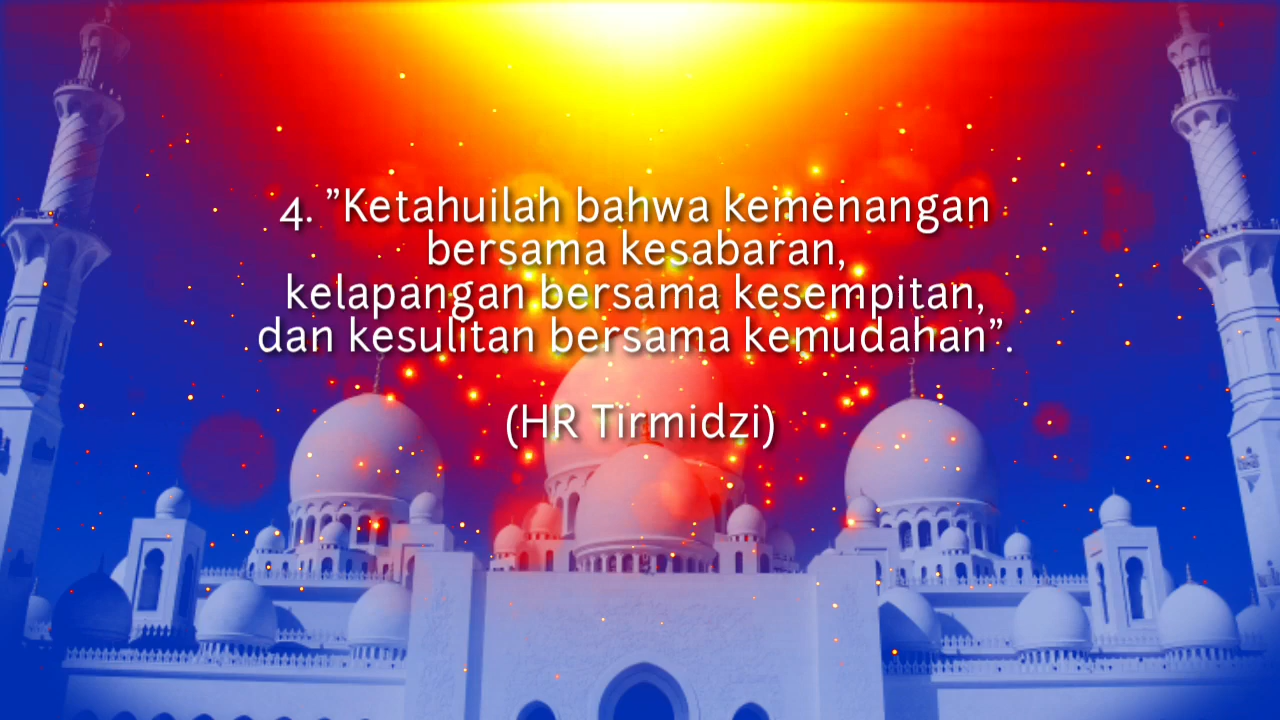 4. ”Ketahuilah bahwa kemenangan
bersama kesabaran,
kelapangan bersama kesempitan,
dan kesulitan bersama kemudahan”.
(HR Tirmidzi)